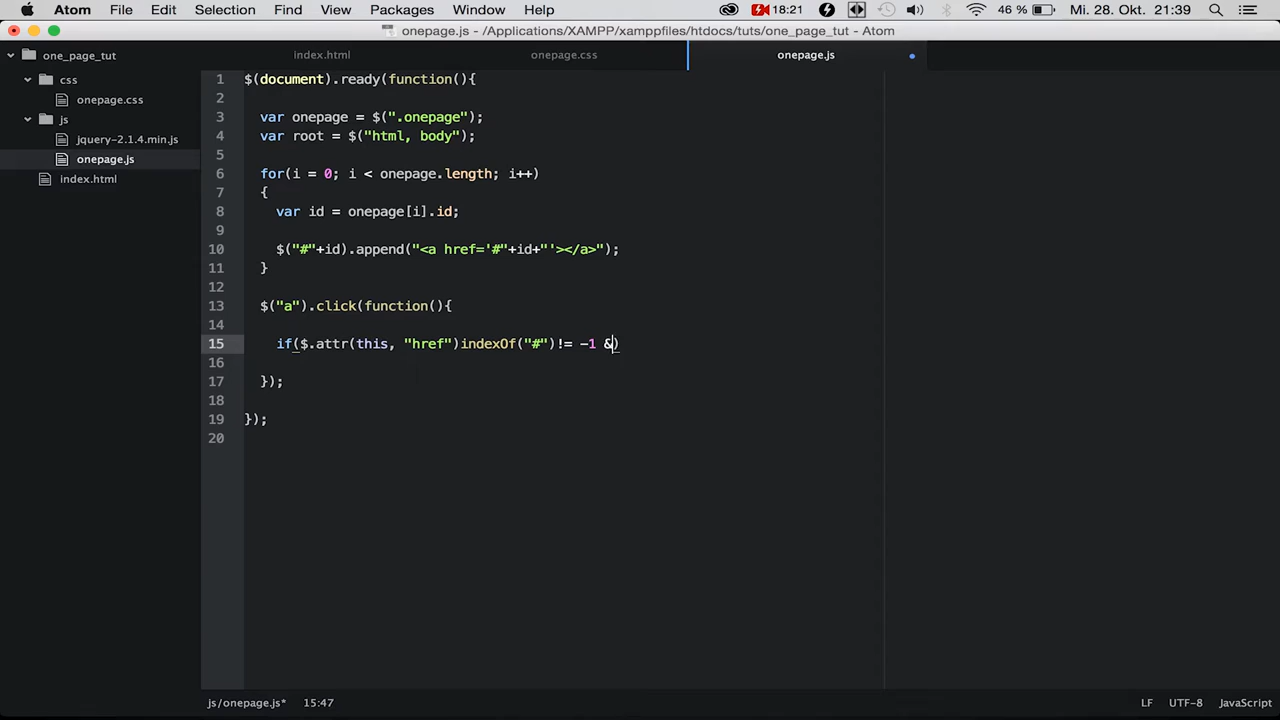 Atom File Edit Selection Find View Packages Window Help 18:21 46 % Mi. 28. Okt. 21:39
onepage.js - /Applications/XAMPP/xamppfiles/htdocs/tuts/one_page_tut - Atom
one_page_tut index.html onepage.css onepage.js
css
onepage.css
js
jquery-2.1.4.min.js
onepage.js
index.html
1 $(document).ready(function(){
2
3 var onepage = $(".onepage");
4 var root = $("html, body");
5
6 for(i = 0; i < onepage.length; i++)
7 {
8 var id = onepage[i].id;
9
10 $("#"+id).append("<a href='#"+id+"'></a>");
11 }
12
13 $("a").click(function(){
14
15 if($.attr(this, "href")indexOf("#")!= -1 &)
16
17 });
18
19 });
20
js/onepage.js* 15:47 LF UTF-8 JavaScript